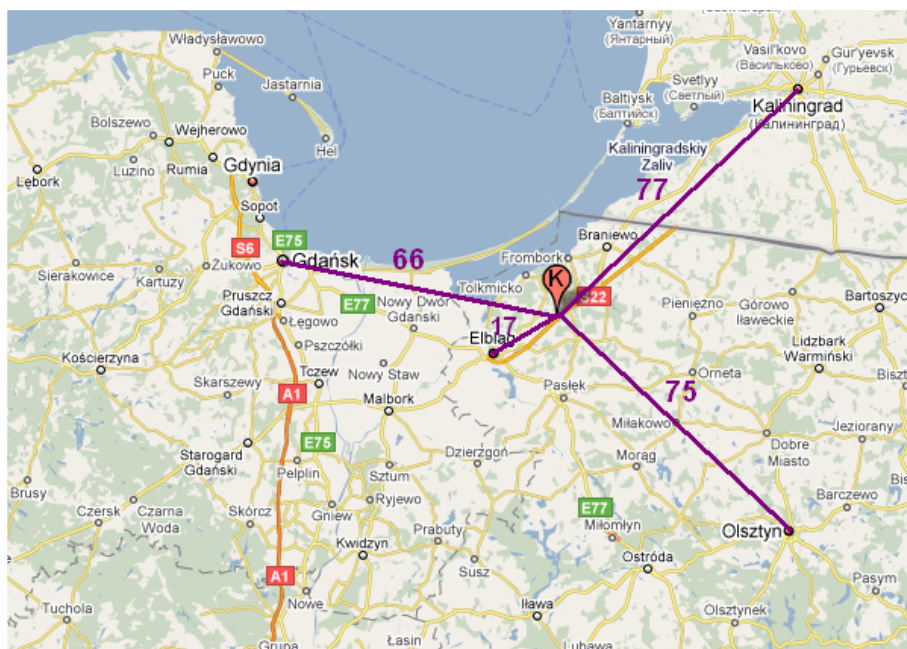 Yantarnyy
(Янтарный)
Vasil'kovo
(Васильково)
Gur'yevsk
(Гурьевск)
Władysławowo
Puck
Jastarnia
Svetlyy
(Светлый)
Baltiysk
(Балтийск)
Kaliningrad
(Калининград)
Bolszewo
Wejherowo
Hel
Kaliningradskiy
Zaliv
Luzino
Rumia
Gdynia
Lębork
77
Sopot
Braniewo
S6
E75
Gdańsk
66
Frombork
Sierakowice
Kartuzy
Żukowo
Tolkmicko
K
S22
Pruszcz
Gdański
E77
Nowy Dwór
Gdański
17
Pieniężno
Górowo
Iławeckie
Bartoszyc
Łęgowo
Elbląg
Pszczółki
Lidzbark
Warmiński
Kościerzyna
Skarszewy
Tczew
Nowy Staw
Pasłęk
Orneta
Biszt
A1
Malbork
75
Miłakowo
Starogard
Gdański
E75
Dzierzgoń
Dobre
Miasto
Jeziorany
Pelplin
Sztum
Morąg
Brusy
Ryjewo
Barczewo
Bis
Czersk
Czarna
Woda
Skórcz
Gniew
Prabuty
E77
Miłomłyn
Olsztyn
Kwidzyn
Ostróda
Susz
A1
Nowe
Pasym
Tuchola
Iława
Olsztynek
Łasin
Lubawa
Grupa